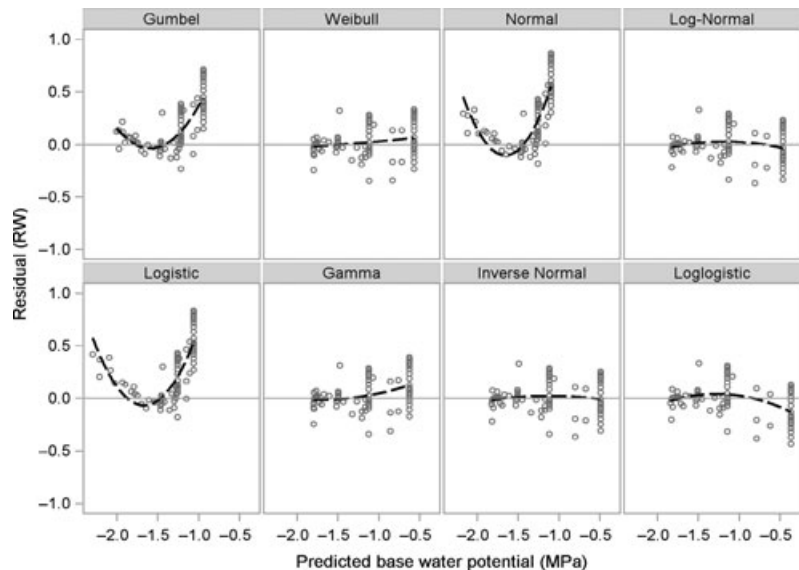 Gumbel Weibull Normal Log-Normal
1.0
0.5
0.0
−0.5
−1.0
Logistic Gamma Inverse Normal Loglogistic
1.0
0.5
0.0
−0.5
−1.0
Residual (RW)
−2.0 −1.5 −1.0 −0.5 −2.0 −1.5 −1.0 −0.5 −2.0 −1.5 −1.0 −0.5 −2.0 −1.5 −1.0 −0.5
Predicted base water potential (MPa)